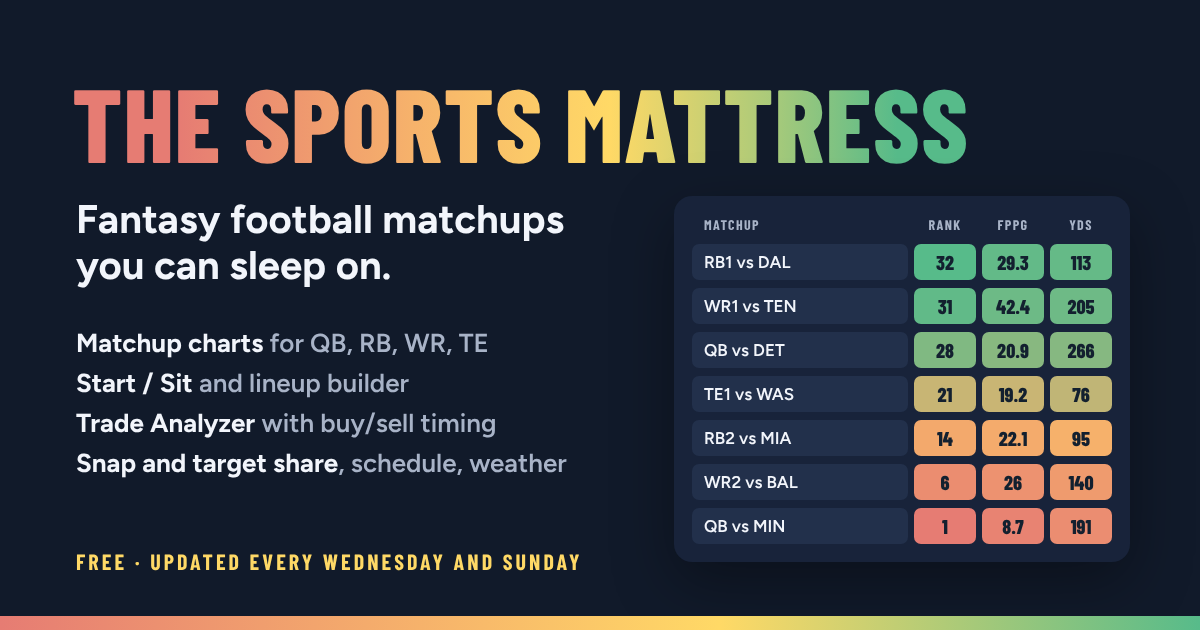 THE SPORTS MATTRESS
Fantasy football matchups
you can sleep on.
Matchup charts for QB, RB, WR, TE
Start / Sit and lineup builder
Trade Analyzer with buy/sell timing
Snap and target share, schedule, weather
FREE · UPDATED EVERY WEDNESDAY AND SUNDAY
MATCHUP RANK FPPG YDS
RB1 vs DAL 32 29.3 113
WR1 vs TEN 31 42.4 205
QB vs DET 28 20.9 266
TE1 vs WAS 21 19.2 76
RB2 vs MIA 14 22.1 95
WR2 vs BAL 6 26 140
QB vs MIN 1 8.7 191